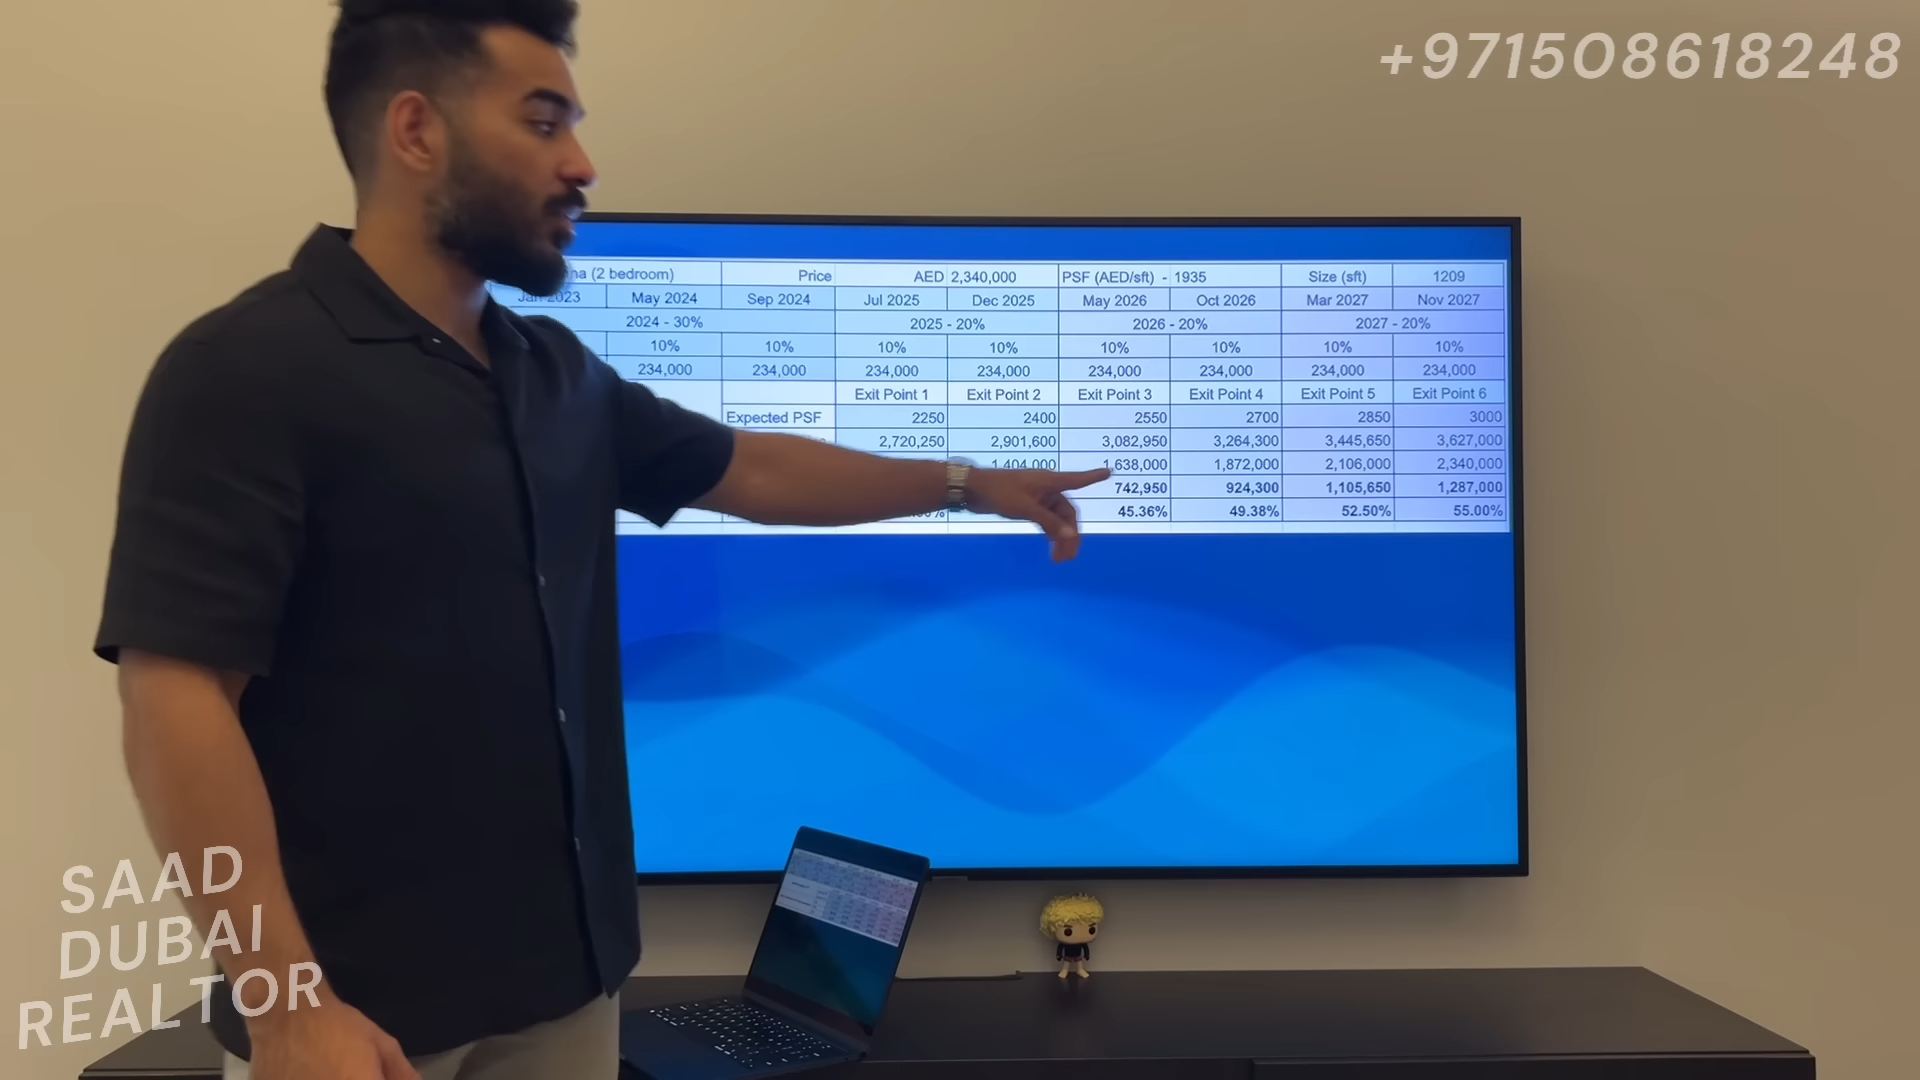 +971508618248
na (2 bedroom) Price AED 2,340,000 PSF (AED/sft) - 1935 Size (sft) 1209
Jan 2023 May 2024 Sep 2024 Jul 2025 Dec 2025 May 2026 Oct 2026 Mar 2027 Nov 2027
2024 - 30% 2025 - 20% 2026 - 20% 2027 - 20%
10% 10% 10% 10% 10% 10% 10% 10%
234,000 234,000 234,000 234,000 234,000 234,000 234,000 234,000
Exit Point 1 Exit Point 2 Exit Point 3 Exit Point 4 Exit Point 5 Exit Point 6
Expected PSF 2250 2400 2550 2700 2850 3000
2,720,250 2,901,600 3,082,950 3,264,300 3,445,650 3,627,000
1,404,000 1,638,000 1,872,000 2,106,000 2,340,000
742,950 924,300 1,105,650 1,287,000
45.36% 49.38% 52.50% 55.00%
SAAD
DUBAI
REALTOR